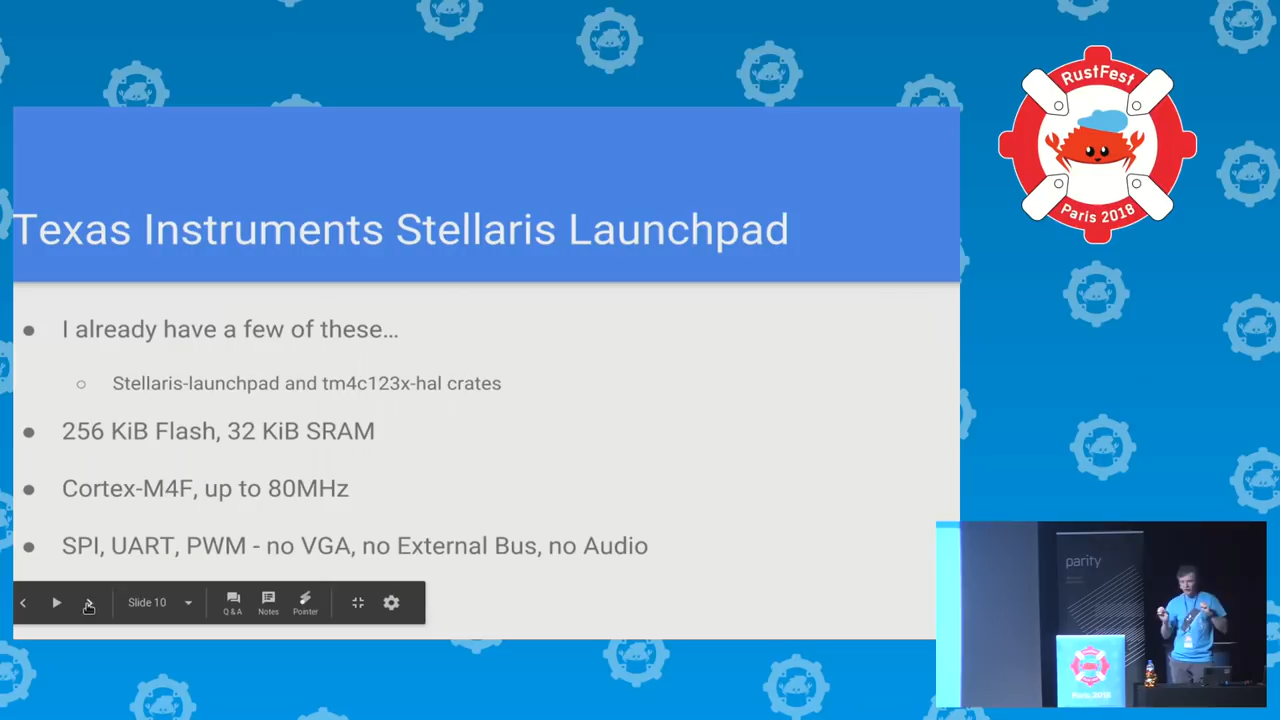 RustFest
Paris 2018
Texas Instruments Stellaris Launchpad
I already have a few of these…
Stellaris-launchpad and tm4c123x-hal crates
256 KiB Flash, 32 KiB SRAM
Cortex-M4F, up to 80MHz
SPI, UART, PWM - no VGA, no External Bus, no Audio
Slide 10
Q & A
Notes
Pointer
parity
Paris 2018